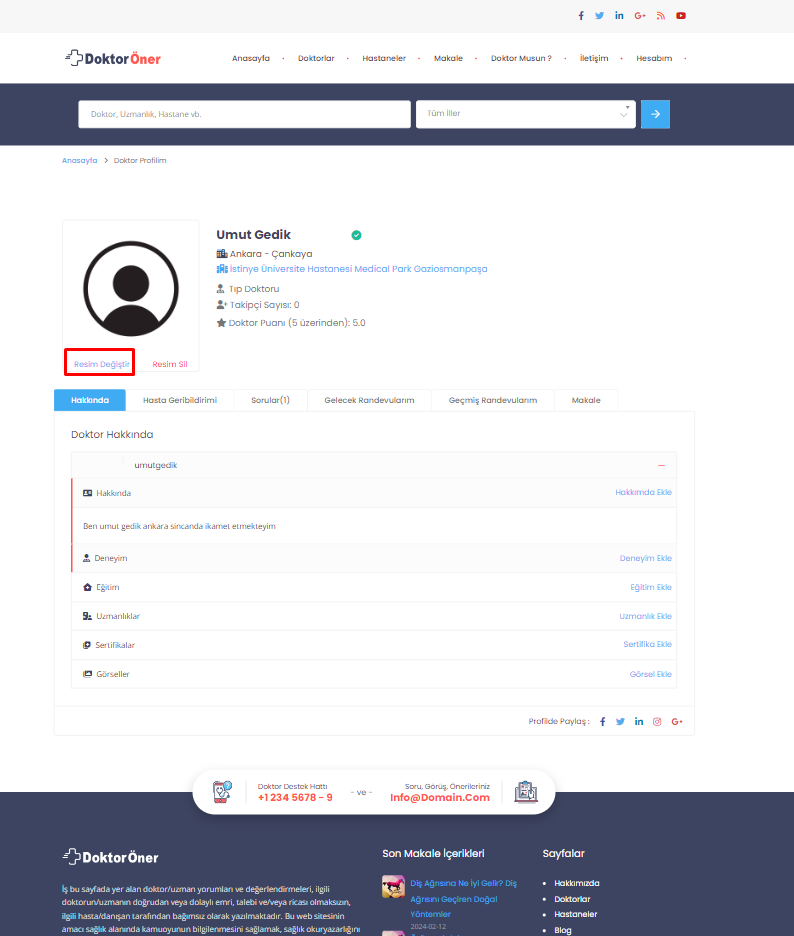 DoktorÖner
Anasayfa • Doktorlar • Hastaneler • Makale • Doktor Musun ? • İletişim • Hesabım •
Doktor, Uzmanlık, Hastane vb.
Tüm İller
Anasayfa > Doktor Profilim
Umut Gedik
Ankara - Çankaya
İstinye Üniversite Hastanesi Medical Park Gaziosmanpaşa
Tıp Doktoru
Takipçi Sayısı: 0
Doktor Puanı (5 üzerinden): 5.0
Resim Değiştir
Resim Sil
Hakkında
Hasta Geribildirimi
Sorular(1)
Gelecek Randevularım
Geçmiş Randevularım
Makale
Doktor Hakkında
umutgedik
Hakkında
Hakkımda Ekle
Ben umut gedik ankara sincanda ikamet etmekteyim
Deneyim
Deneyim Ekle
Eğitim
Eğitim Ekle
Uzmanlıklar
Uzmanlık Ekle
Sertifikalar
Sertifika Ekle
Görseller
Görsel Ekle
Profilde Paylaş :
Doktor Destek Hattı
+1 234 5678 - 9
- ve -
Soru, Görüş, Önerileriniz
Info@Domain.Com
DoktorÖner
İş bu sayfada yer alan doktor/uzman yorumları ve değerlendirmeleri, ilgili
doktorun/uzmanın doğrudan veya dolaylı emri, talebi ve/veya ricası olmaksızın,
ilgili hasta/danışan tarafından bağımsız olarak yazılmaktadır. Bu web sitesinin
amacı sağlık alanında kamuoyunun bilgilenmesini sağlamak, sağlık okuryazarlığını
Son Makale İçerikleri
Diş Ağrısına Ne İyi Gelir? Diş
Ağrısını Geçiren Doğal
Yöntemler
2024-02-12
Sayfalar
Hakkımızda
Doktorlar
Hastaneler
Blog